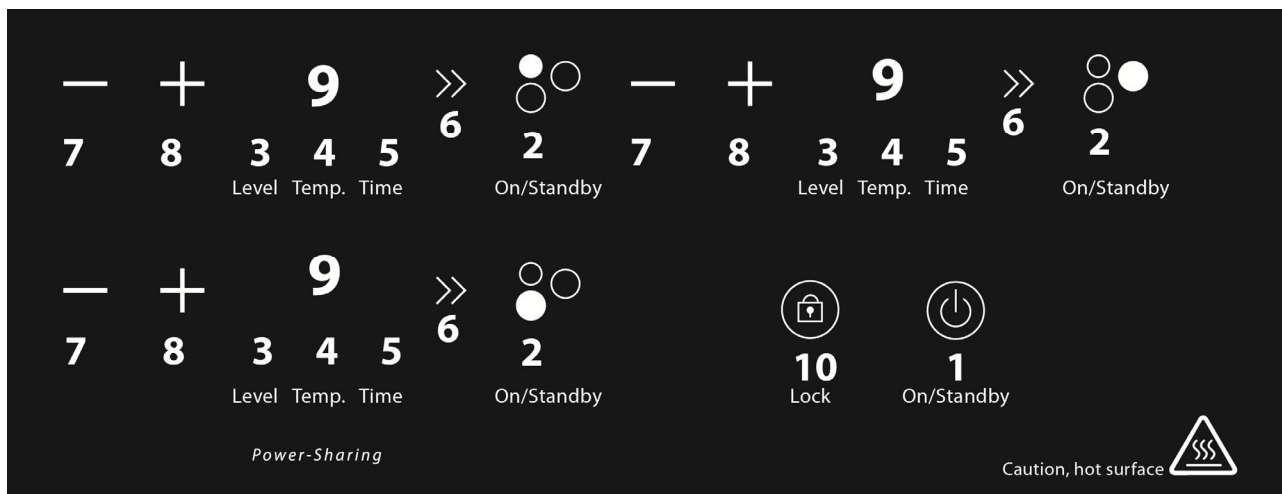 9 9
6 6
7 8 3 4 5 2 7 8 3 4 5 2
Level Temp. Time On/Standby Level Temp. Time On/Standby
9
6
7 8 3 4 5 2 10 1
Level Temp. Time On/Standby Lock On/Standby
Power-Sharing
Caution, hot surface